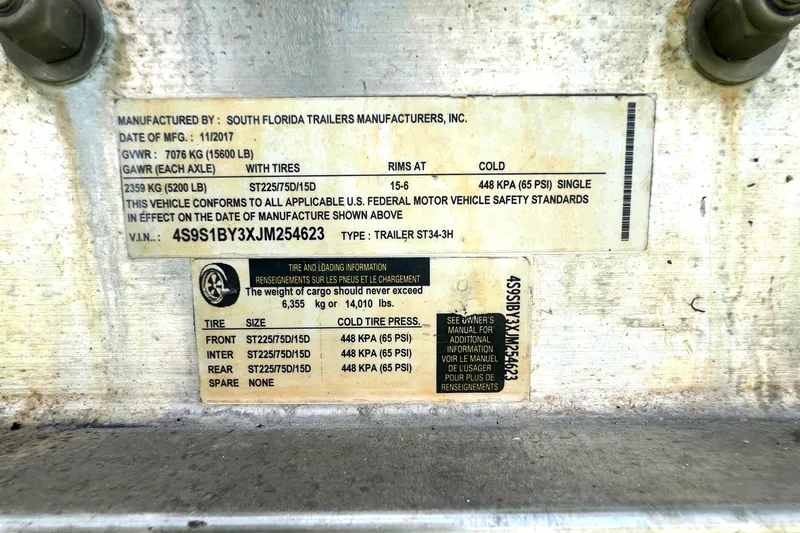 MANUFACTURED BY : SOUTH FLORIDA TRAILERS MANUFACTURERS, INC.
DATE OF MFG. : 11/2017
GVWR : 7076 KG (15600 LB)
GAWR (EACH AXLE) WITH TIRES RIMS AT COLD
2359 KG (5200 LB) ST225/75D/15D 15-6 448 KPA (65 PSI) SINGLE
THIS VEHICLE CONFORMS TO ALL APPLICABLE U.S. FEDERAL MOTOR VEHICLE SAFETY STANDARDS
IN EFFECT ON THE DATE OF MANUFACTURE SHOWN ABOVE
V.I.N.. : 4S9S1BY3XJM254623 TYPE : TRAILER ST34-3H
TIRE AND LOADING INFORMATION
RENSEIGNEMENTS SUR LES PNEUS ET LE CHARGEMENT
The weight of cargo should never exceed
6,355 kg or 14,010 lbs.
TIRE SIZE COLD TIRE PRESS.
FRONT ST225/75D/15D 448 KPA (65 PSI)
INTER ST225/75D/15D 448 KPA (65 PSI)
REAR ST225/75D/15D 448 KPA (65 PSI)
SPARE NONE
SEE OWNER'S
MANUAL FOR
ADDITIONAL
INFORMATION
VOIR LE MANUEL
DE L'USAGER
POUR PLUS DE
RENSEIGNEMENTS
4S9S1BY3XJM254623